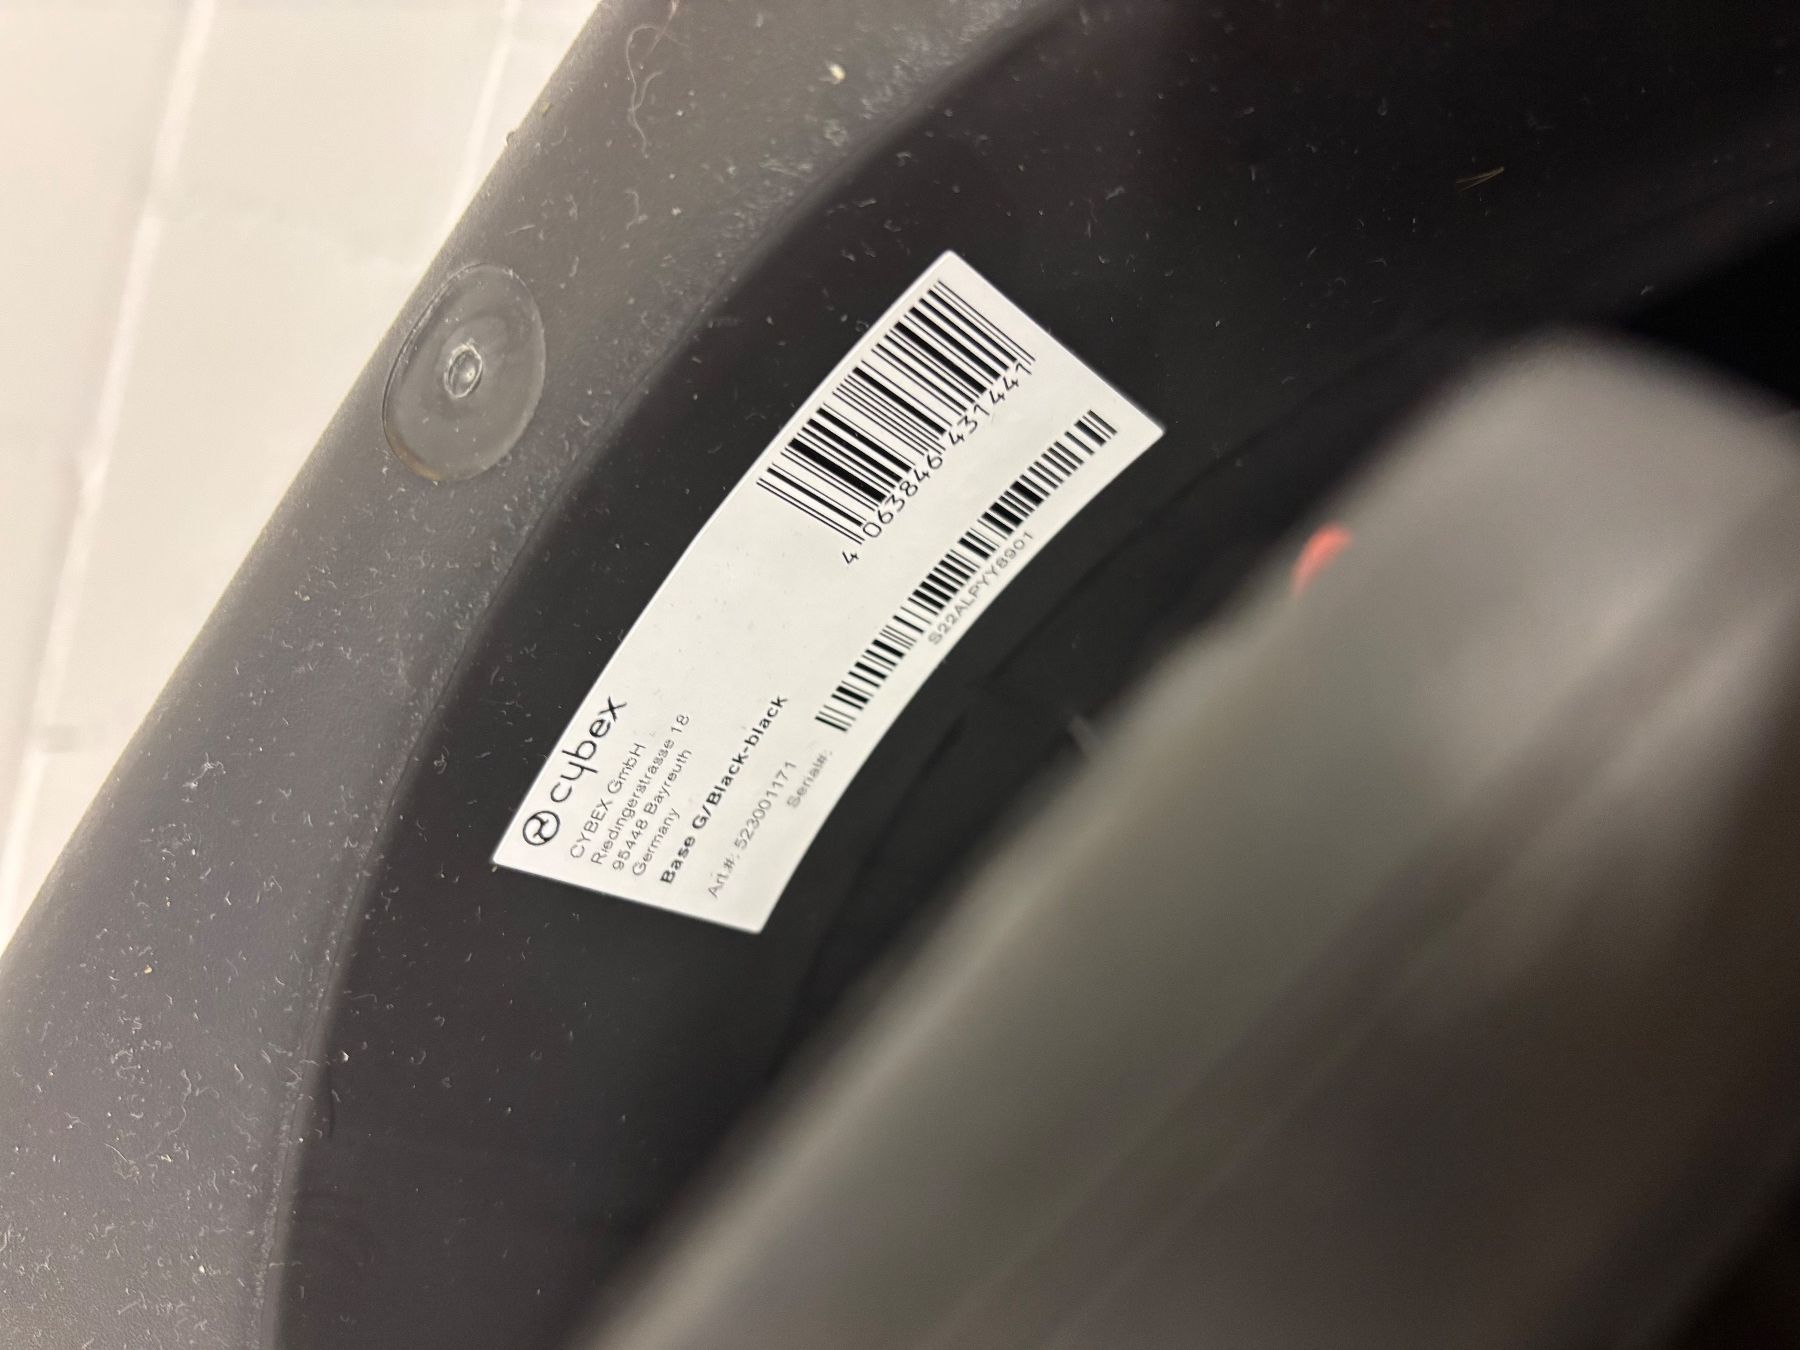 cybex
CYBEX GmbH
Riedingerstrasse 18
95448 Bayreuth
Germany
Base G/Black-black
Art.#: 523001171
Serial#:
4 063846 431441
S22ALPYY8901